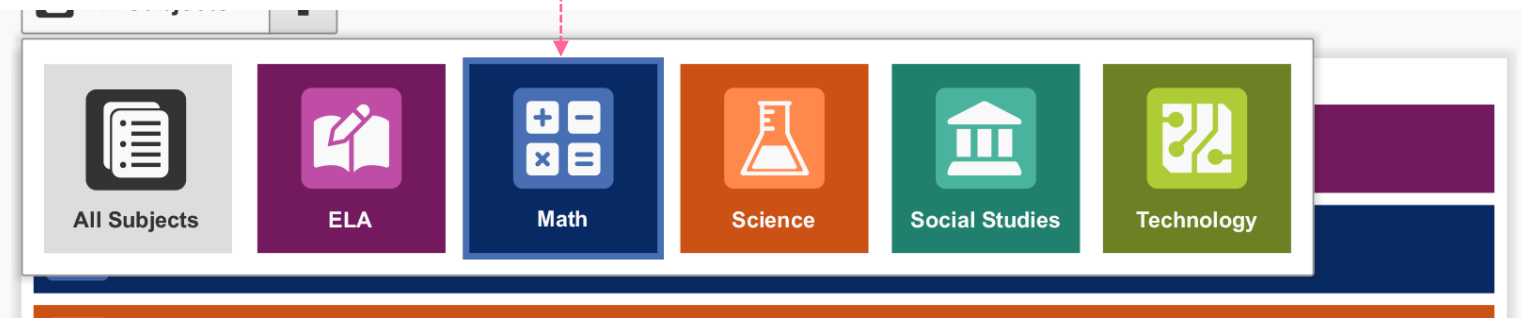 All Subjects
ELA
Math
Science
Social Studies
Technology